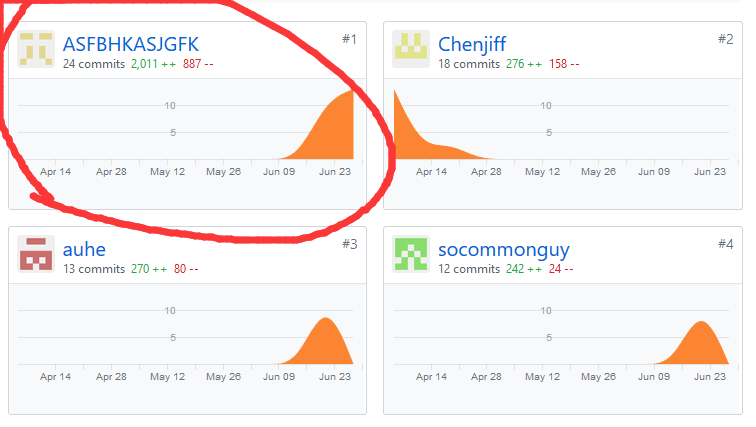 ASFBHKASJGFK #1
24 commits 2,011 ++ 887 --
10
5
Apr 14 Apr 28 May 12 May 26 Jun 09 Jun 23
Chenjiff #2
18 commits 276 ++ 158 --
10
5
Apr 14 Apr 28 May 12 May 26 Jun 09 Jun 23
auhe #3
13 commits 270 ++ 80 --
10
5
Apr 14 Apr 28 May 12 May 26 Jun 09 Jun 23
socommonguy #4
12 commits 242 ++ 24 --
10
5
Apr 14 Apr 28 May 12 May 26 Jun 09 Jun 23